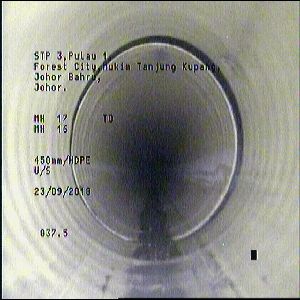 STP 3,Pulau 1
Forest City,Mukim Tanjung Kupang,
Johor Bahru,
Johor.
MH 17 TO
MH 16
450mm/HDPE
U/S
23/09/2018
037.5